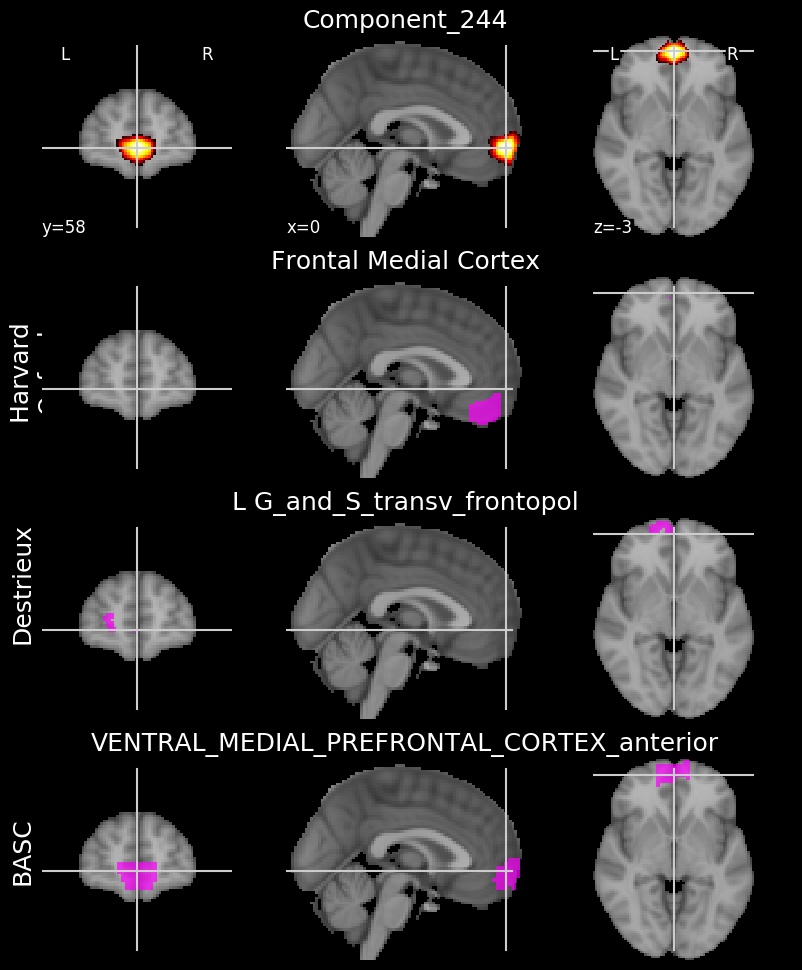 Component_244
L R L R
y=58 x=0 z=-3
Frontal Medial Cortex
Harvard
L G_and_S_transv_frontopol
Destrieux
VENTRAL_MEDIAL_PREFRONTAL_CORTEX_anterior
BASC